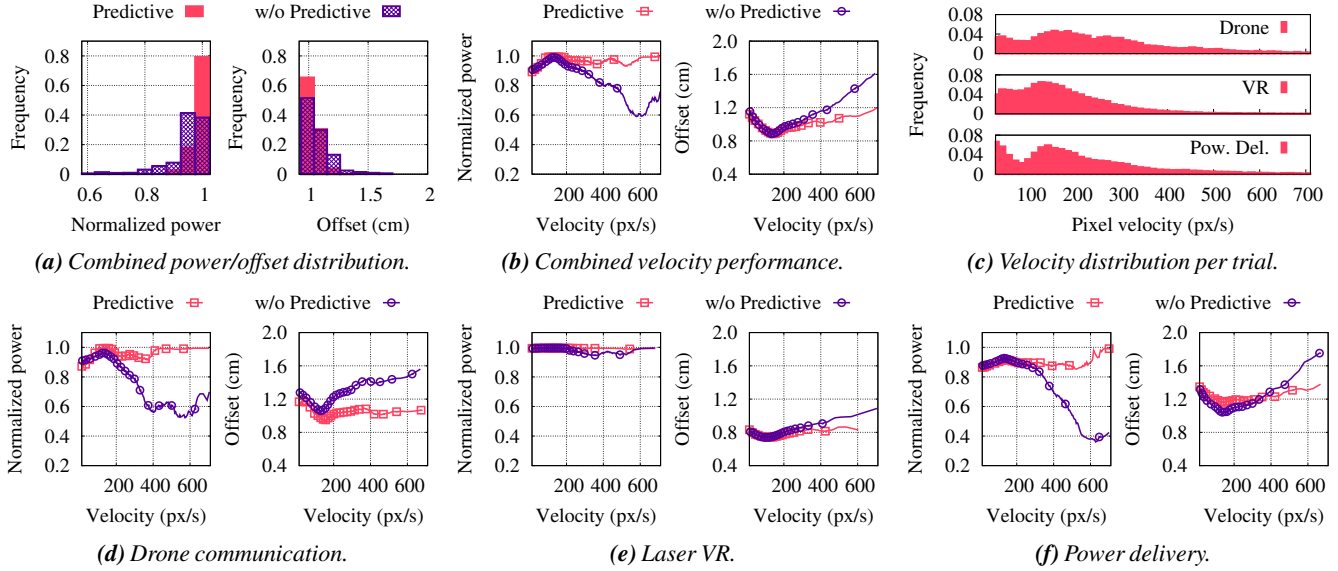 Predictive w/o Predictive
Frequency
0.8
0.6
0.4
0.2
0
0.6 0.8 1
Normalized power
Frequency
0.8
0.6
0.4
0.2
0
1 1.5 2
Offset (cm)
(a) Combined power/offset distribution.
Predictive w/o Predictive
Normalized power
1.0
0.8
0.6
0.4
0.2
200 400 600
Velocity (px/s)
Offset (cm)
2.0
1.6
1.2
0.8
0.4
200 400 600
Velocity (px/s)
(b) Combined velocity performance.
Frequency
0.08
0.04
0
Drone
0.08
0.04
0
VR
0.08
0.04
0
Pow. Del.
100 200 300 400 500 600 700
Pixel velocity (px/s)
(c) Velocity distribution per trial.
Predictive w/o Predictive
Normalized power
1.0
0.8
0.6
0.4
0.2
200 400 600
Velocity (px/s)
Offset (cm)
2.0
1.6
1.2
0.8
0.4
200 400 600
Velocity (px/s)
(d) Drone communication.
Predictive w/o Predictive
Normalized power
1.0
0.8
0.6
0.4
0.2
200 400 600
Velocity (px/s)
Offset (cm)
2.0
1.6
1.2
0.8
0.4
200 400 600
Velocity (px/s)
(e) Laser VR.
Predictive w/o Predictive
Normalized power
1.0
0.8
0.6
0.4
0.2
200 400 600
Velocity (px/s)
Offset (cm)
2.0
1.6
1.2
0.8
0.4
200 400 600
Velocity (px/s)
(f) Power delivery.